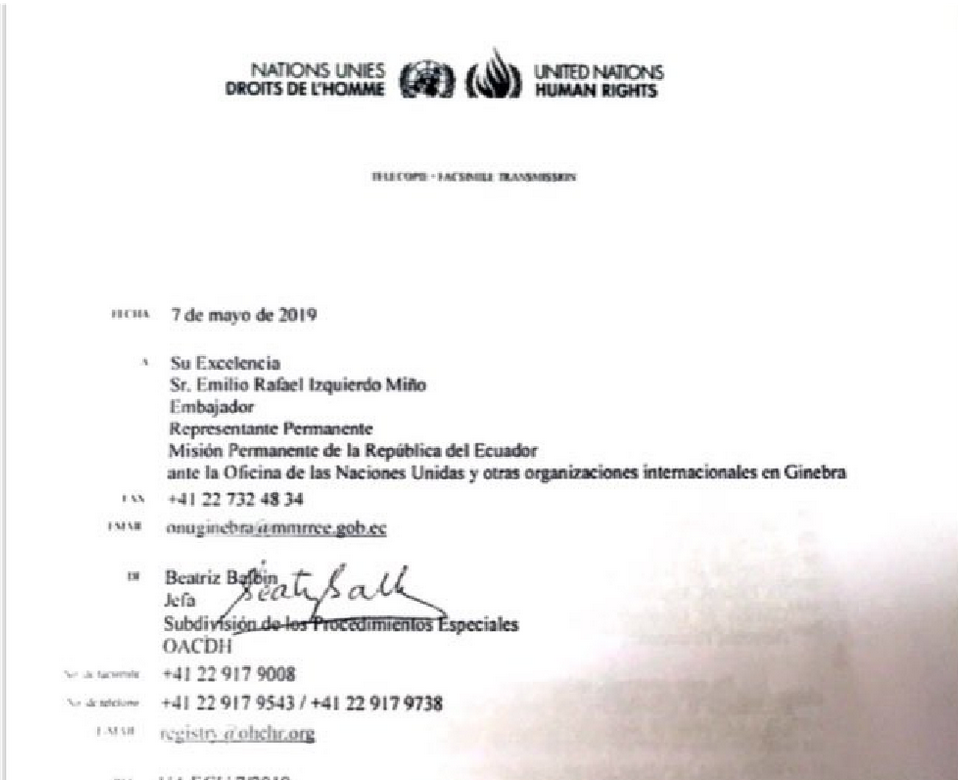 NATIONS UNIES
DROITS DE L'HOMME
UNITED NATIONS
HUMAN RIGHTS
TELECOPIE - FACSIMILE TRANSMISSION
FECHA 7 de mayo de 2019
A Su Excelencia
Sr. Emilio Rafael Izquierdo Miño
Embajador
Representante Permanente
Misión Permanente de la República del Ecuador
ante la Oficina de las Naciones Unidas y otras organizaciones internacionales en Ginebra
FAX +41 22 732 48 34
EMAIL onuginebra@mmrree.gob.ec
DE Beatriz Balbin
Jefa
Subdivisión de los Procedimientos Especiales
OACDH
No. de facsimile +41 22 917 9008
No. de teléfono +41 22 917 9543 / +41 22 917 9738
E-MAIL registry@ohchr.org